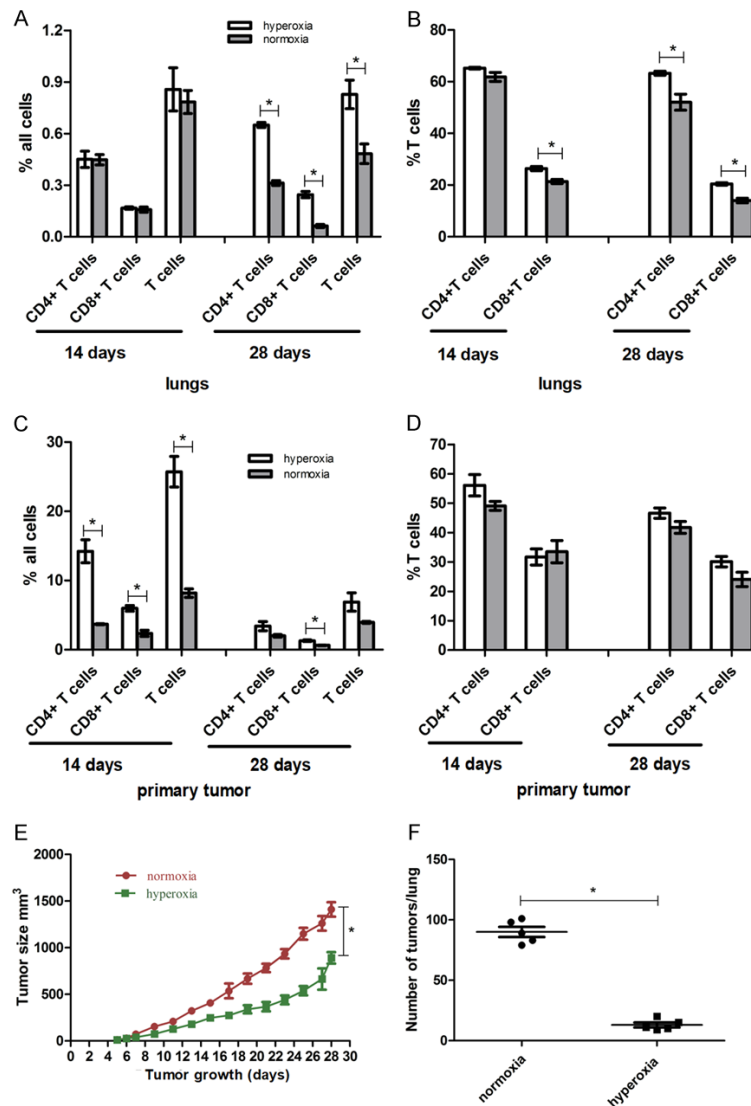 A
hyperoxia
normoxia
% all cells
1.2
0.9
0.6
0.3
0.0
*
*
*
CD4+ T cells
CD8+ T cells
T cells
CD4+ T cells
CD8+ T cells
T cells
14 days
28 days
lungs
B
%T cells
80
60
40
20
0
*
*
*
CD4+T cells
CD8+T cells
CD4+T cells
CD8+T cells
14 days
28 days
lungs
C
hyperoxia
normoxia
% all cells
30
20
10
0
*
*
*
*
CD4+ T cells
CD8+ T cells
T cells
CD4+ T cells
CD8+ T cells
T cells
14 days
28 days
primary tumor
D
%T cells
70
60
50
40
30
20
10
0
CD4+ T cells
CD8+T cells
CD4+ T cells
CD8+T cells
14 days
28 days
primary tumor
E
normoxia
hyperoxia
Tumor size mm³
2000
1500
1000
500
0
*
0 2 4 6 8 10 12 14 16 18 20 22 24 26 28 30
Tumor growth (days)
F
Number of tumors/lung
150
100
50
0
*
normoxia
hyperoxia